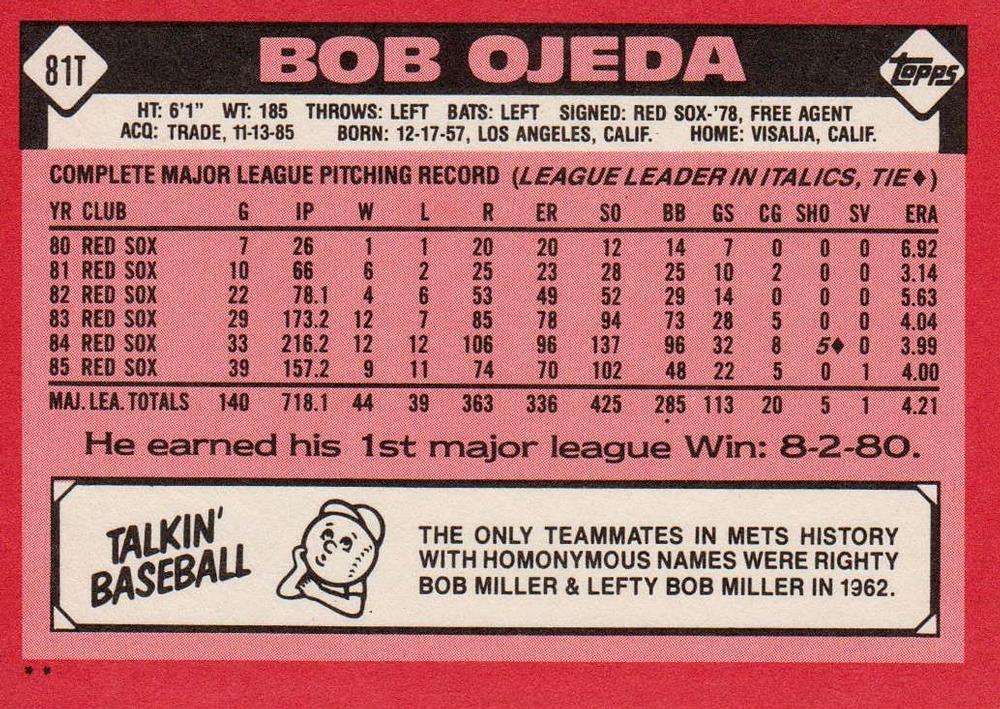 81T
BOB OJEDA
TOPPS
HT: 6'1" WT: 185 THROWS: LEFT BATS: LEFT SIGNED: RED SOX-'78, FREE AGENT
ACQ: TRADE, 11-13-85 BORN: 12-17-57, LOS ANGELES, CALIF. HOME: VISALIA, CALIF.
COMPLETE MAJOR LEAGUE PITCHING RECORD (LEAGUE LEADER IN ITALICS, TIE♦)
YR CLUB G IP W L R ER SO BB GS CG SHO SV ERA
80 RED SOX 7 26 1 1 20 20 12 14 7 0 0 0 6.92
81 RED SOX 10 66 6 2 25 23 28 25 10 2 0 0 3.14
82 RED SOX 22 78.1 4 6 53 49 52 29 14 0 0 0 5.63
83 RED SOX 29 173.2 12 7 85 78 94 73 28 5 0 0 4.04
84 RED SOX 33 216.2 12 12 106 96 137 96 32 8 5♦ 0 3.99
85 RED SOX 39 157.2 9 11 74 70 102 48 22 5 0 1 4.00
MAJ. LEA. TOTALS 140 718.1 44 39 363 336 425 285 113 20 5 1 4.21
He earned his 1st major league Win: 8-2-80.
TALKIN'
BASEBALL
THE ONLY TEAMMATES IN METS HISTORY
WITH HOMONYMOUS NAMES WERE RIGHTY
BOB MILLER & LEFTY BOB MILLER IN 1962.
**